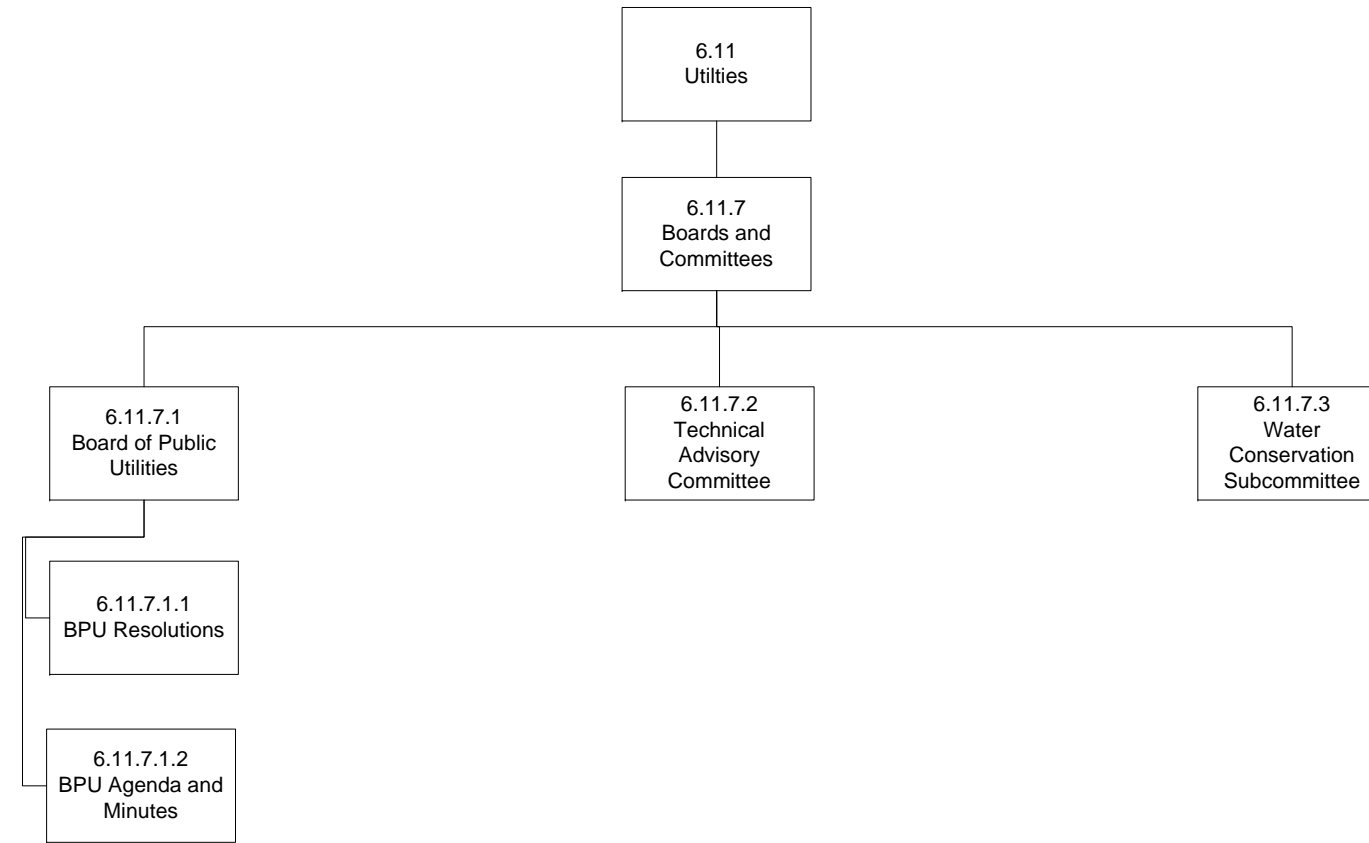 6.11
Utilties
6.11.7
Boards and
Committees
6.11.7.1
Board of Public
Utilities
6.11.7.2
Technical
Advisory
Committee
6.11.7.3
Water
Conservation
Subcommittee
6.11.7.1.1
BPU Resolutions
6.11.7.1.2
BPU Agenda and
Minutes